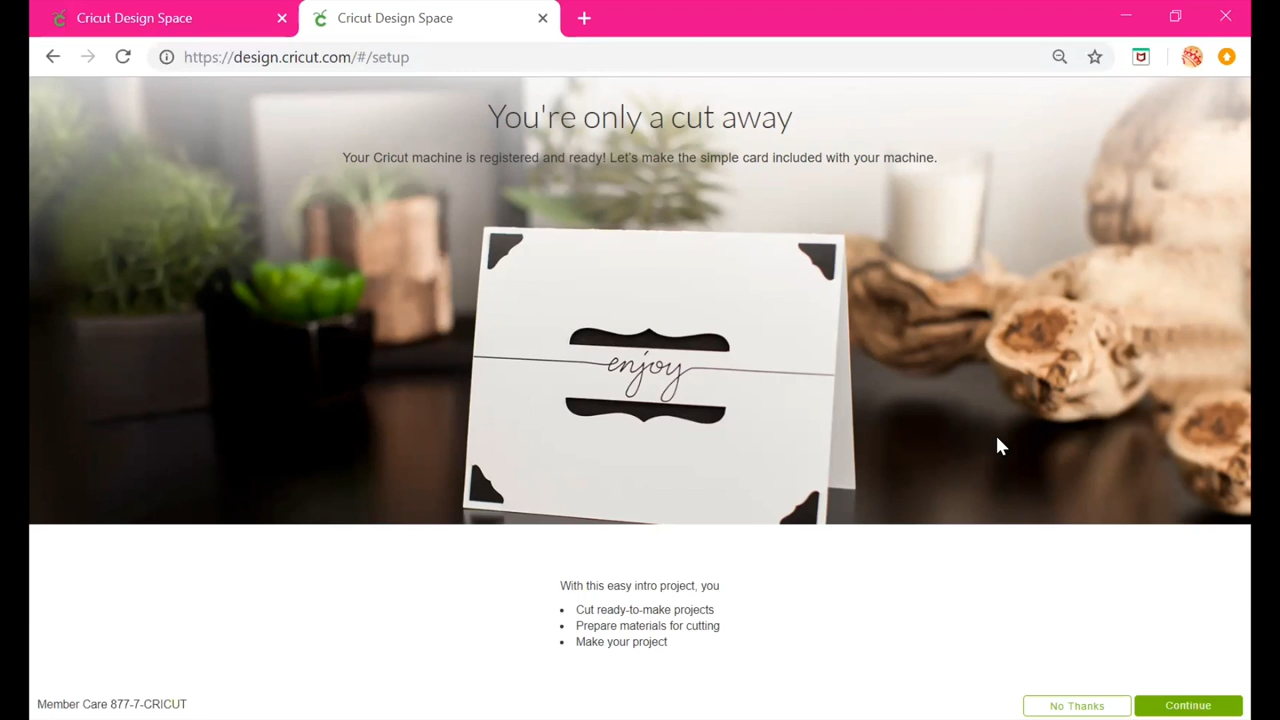 Cricut Design Space
Cricut Design Space
https://design.cricut.com/#/setup
You're only a cut away
Your Cricut machine is registered and ready! Let's make the simple card included with your machine.
enjoy
With this easy intro project, you
• Cut ready-to-make projects
• Prepare materials for cutting
• Make your project
Member Care 877-7-CRICUT
No Thanks
Continue